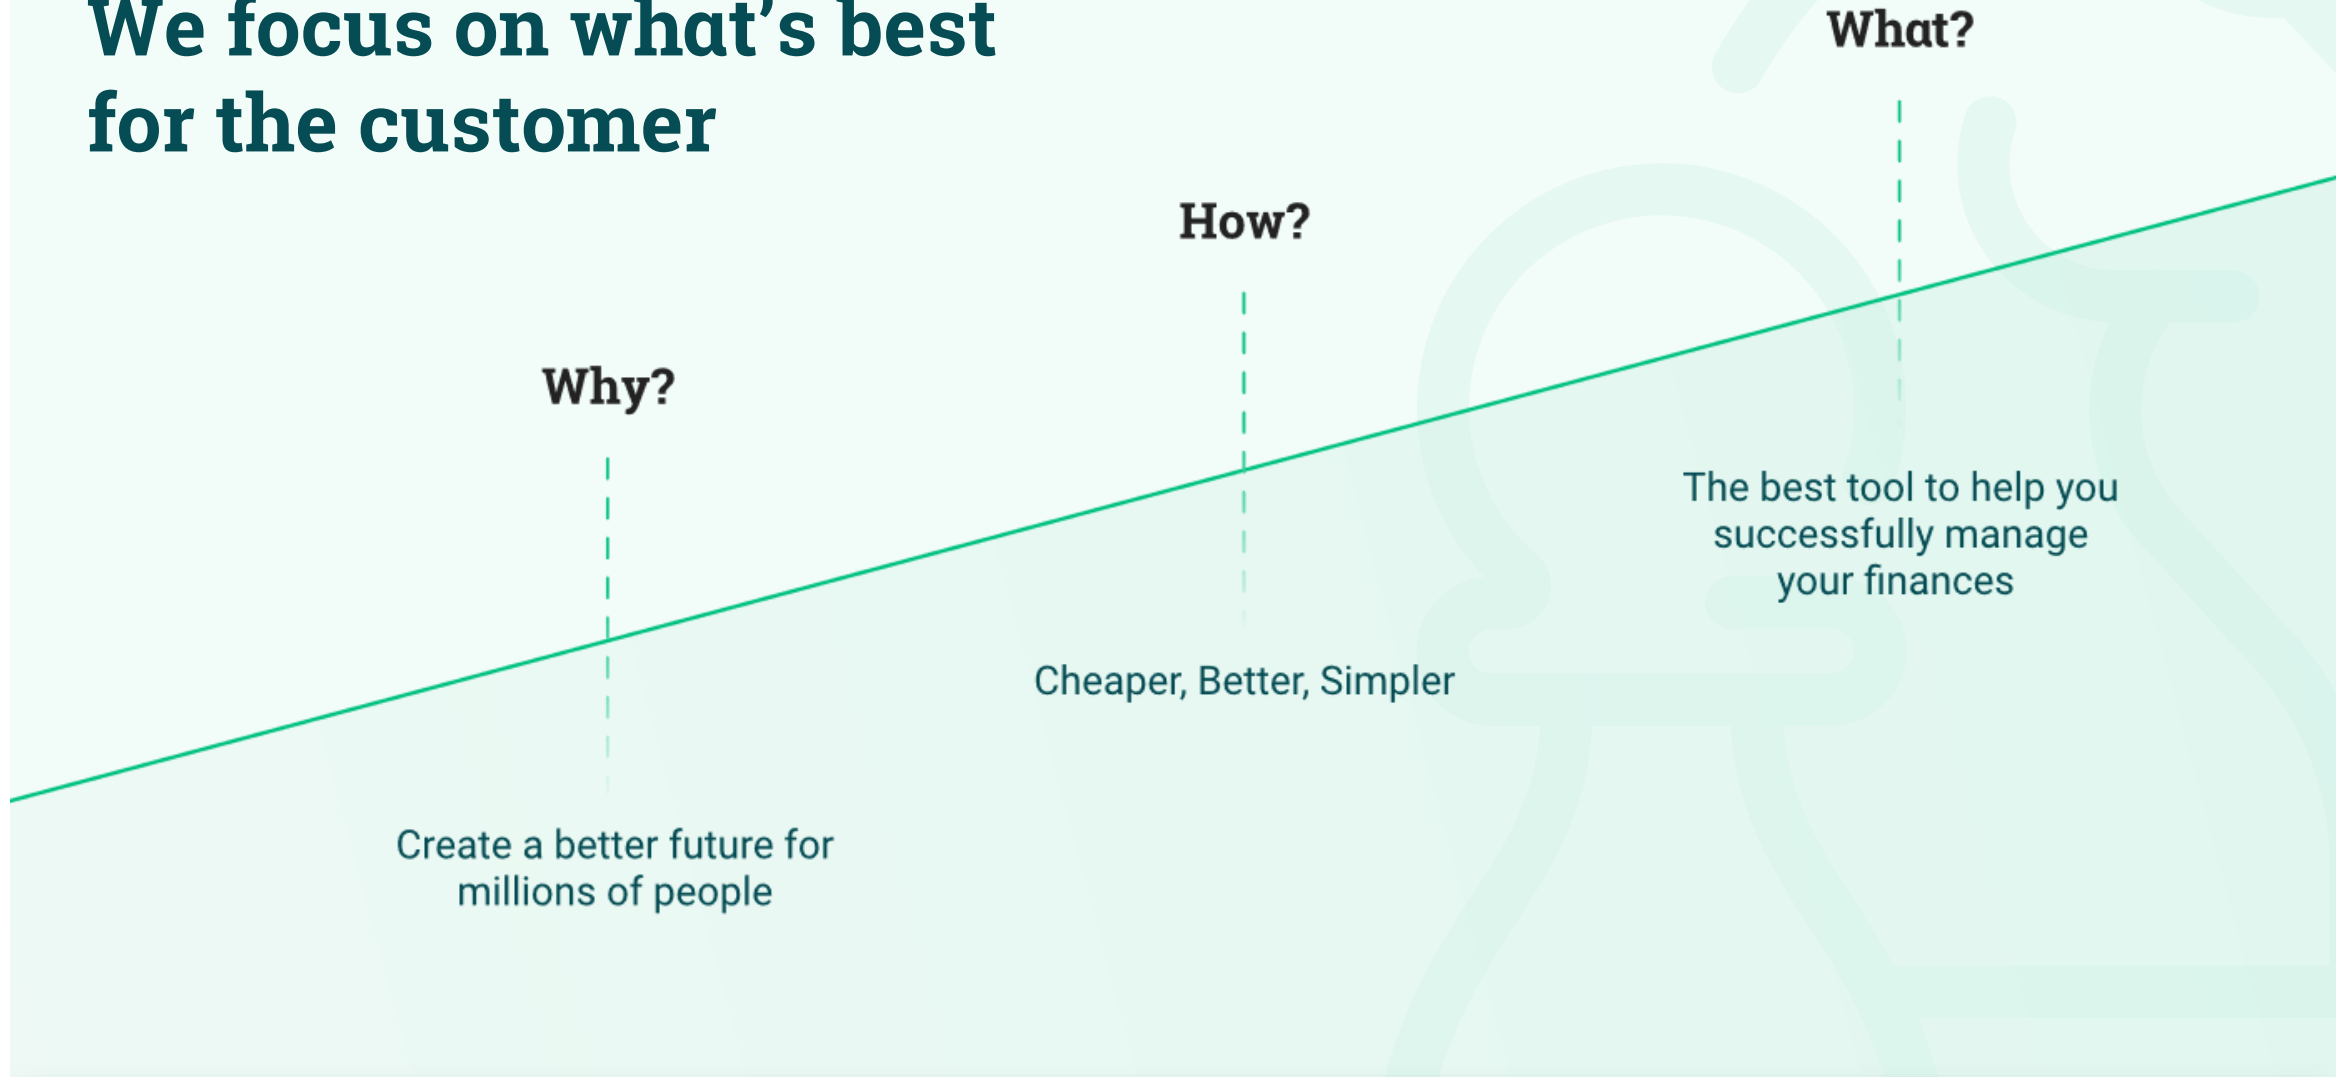 We focus on what’s best
for the customer
What?
How?
Why?
The best tool to help you
successfully manage
your finances
Cheaper, Better, Simpler
Create a better future for
millions of people